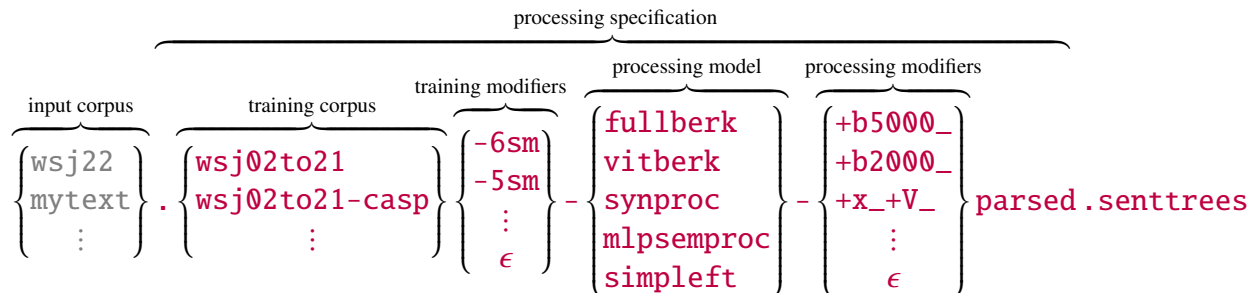 processing specification
input corpus training corpus training modifiers processing model processing modifiers
wsj22
mytext
⋮
.
wsj02to21
wsj02to21-casp
⋮
-6sm
-5sm
⋮
ϵ
-
fullberk
vitberk
synproc
mlpsemproc
simpleft
-
+b5000_
+b2000_
+x_+V_
⋮
ϵ
parsed.senttrees